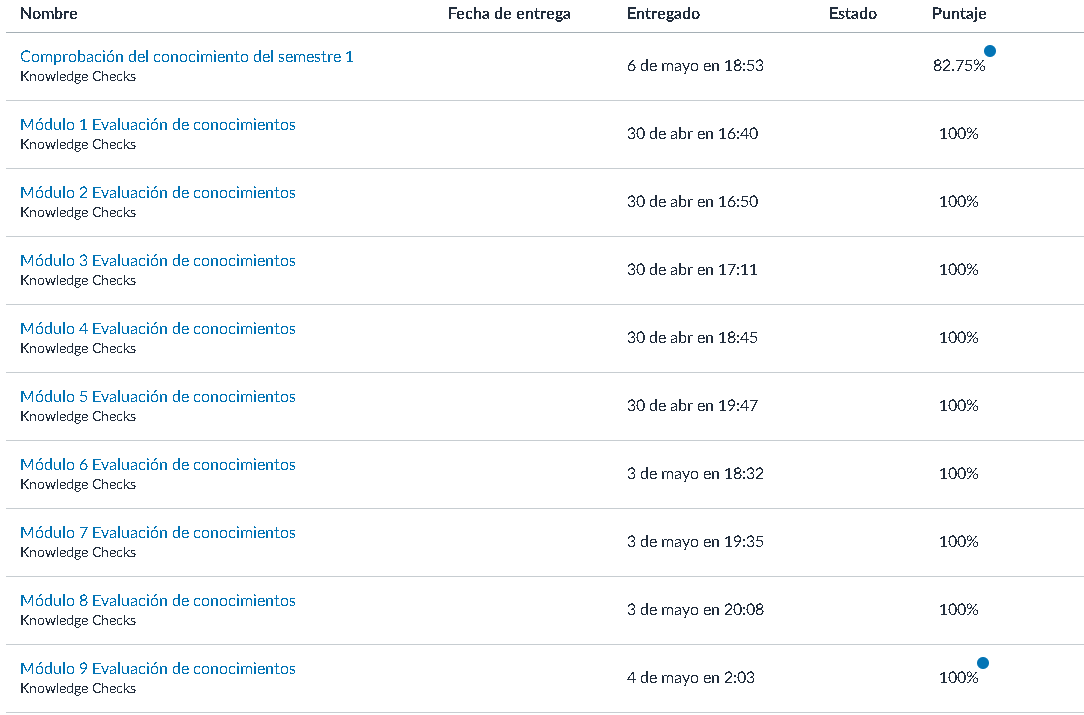 Nombre Fecha de entrega Entregado Estado Puntaje
Comprobación del conocimiento del semestre 1
Knowledge Checks
6 de mayo en 18:53 82.75%
Módulo 1 Evaluación de conocimientos
Knowledge Checks
30 de abr en 16:40 100%
Módulo 2 Evaluación de conocimientos
Knowledge Checks
30 de abr en 16:50 100%
Módulo 3 Evaluación de conocimientos
Knowledge Checks
30 de abr en 17:11 100%
Módulo 4 Evaluación de conocimientos
Knowledge Checks
30 de abr en 18:45 100%
Módulo 5 Evaluación de conocimientos
Knowledge Checks
30 de abr en 19:47 100%
Módulo 6 Evaluación de conocimientos
Knowledge Checks
3 de mayo en 18:32 100%
Módulo 7 Evaluación de conocimientos
Knowledge Checks
3 de mayo en 19:35 100%
Módulo 8 Evaluación de conocimientos
Knowledge Checks
3 de mayo en 20:08 100%
Módulo 9 Evaluación de conocimientos
Knowledge Checks
4 de mayo en 2:03 100%